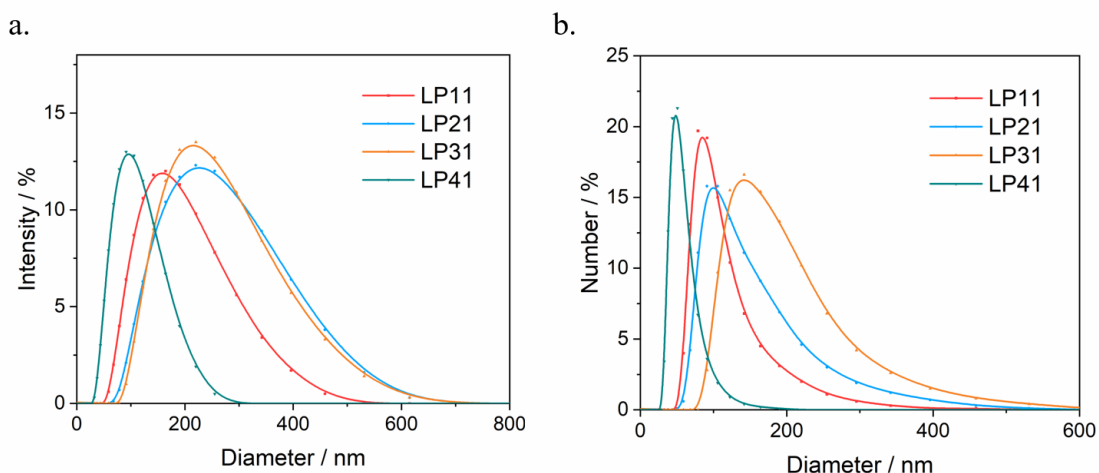 a.
Intensity / %
15
10
5
0
0 200 400 600 800
Diameter / nm
LP11
LP21
LP31
LP41
b.
Number / %
25
20
15
10
5
0
0 200 400 600
Diameter / nm
LP11
LP21
LP31
LP41